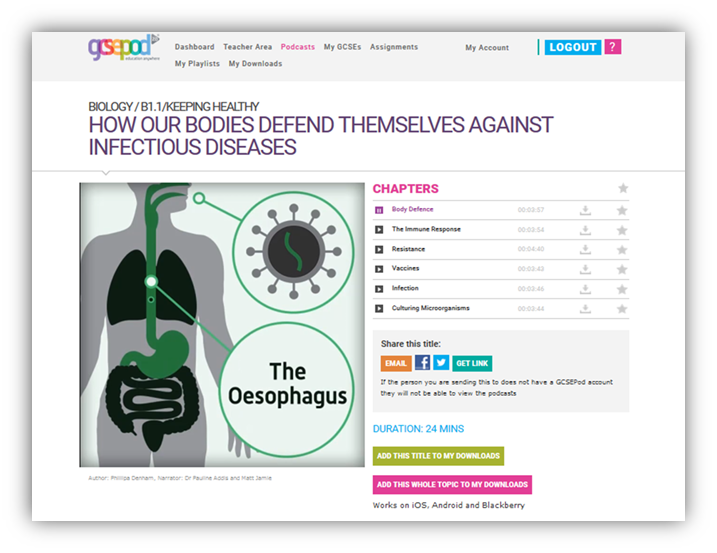 gcsepod
education anywhere
Dashboard Teacher Area Podcasts My GCSEs Assignments
My Playlists My Downloads
My Account
LOGOUT ?
BIOLOGY / B1.1/KEEPING HEALTHY
HOW OUR BODIES DEFEND THEMSELVES AGAINST
INFECTIOUS DISEASES
The
Oesophagus
Author: Philippa Denham, narrator: Dr Pauline Addis and Matt Jamie
CHAPTERS
Body Defence 00:03:57
The Immune Response 00:03:54
Resistance 00:04:40
Vaccines 00:03:43
Infection 00:03:46
Culturing Microorganisms 00:03:44
Share this title:
EMAIL f GET LINK
If the person you are sending this to does not have a GCSEPod account
they will not be able to view the podcasts
DURATION: 24 MINS
ADD THIS TITLE TO MY DOWNLOADS
ADD THIS WHOLE TOPIC TO MY DOWNLOADS
Works on iOS, Android and Blackberry